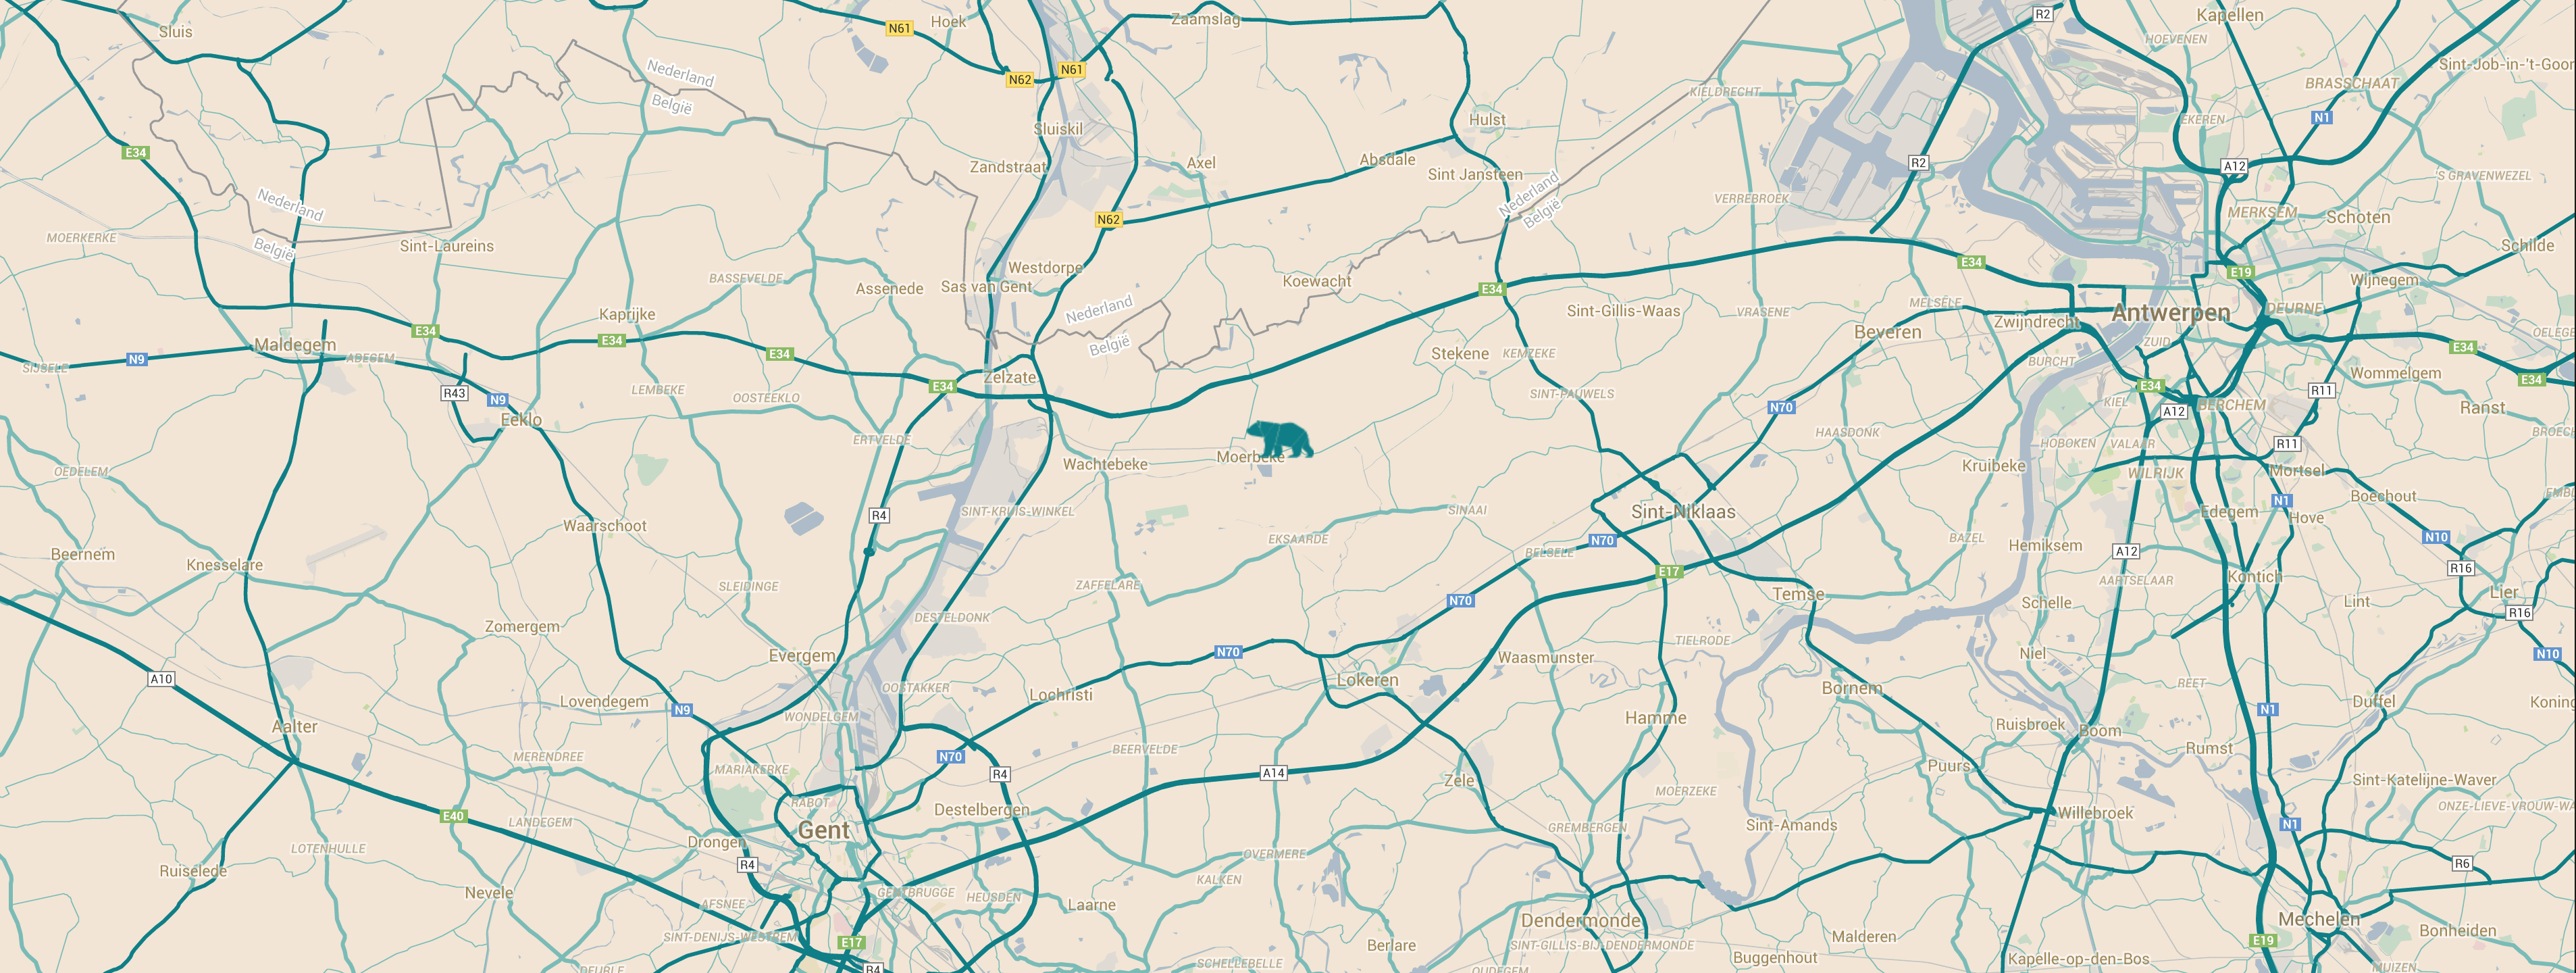 Sluis
N61
Hoek
Zaamslag
R2
Kapellen
HOEVENEN
Nederland
België
N62
N61
KIELDRECHT
BRASSCHAAT
Sint-Job-in-'t-Goor
E34
Sluiskil
Hulst
EKEREN
N1
Zandstraat
Axel
Absdale
Sint Jansteen
R2
A12
'S GRAVENWEZEL
Nederland
België
N62
Nederland
België
VERREBROEK
MERKSEM
Schoten
MOERKERKE
Sint-Laureins
Schilde
BASSEVELDE
Assenede
Westdorpe
Sas van Gent
Koewacht
E34
E34
E19
Wijnegem
Kaprijke
Nederland
België
Sint-Gillis-Waas
VRASENE
MELSELE
Antwerpen
DEURNE
E34
E34
E34
Maldegem
Beveren
Zwijndrecht
N9
SIJSELE
ADEGEM
Stekene
KEMZEKE
BURCHT
ZUID
E34
R43
N9
LEMBEKE
OOSTEEKLO
E34
Zelzate
SINT-PAUWELS
E34
Wommelgem
E34
Eeklo
N70
KIEL
A12
BERCHEM
R11
Ranst
ERTVELDE
Wachtebeke
Moerbeke
HAASDONK
HOBOKEN
VALAAR
R11
OEDELEM
Kruibeke
WILRIJK
Mortsel
Waarschoot
R4
SINT-KRUIS-WINKEL
SINAAI
Sint-Niklaas
Edegem
N1
Hove
Boechout
Beernem
Knesselare
EKSAARDE
BELSELE
N70
BAZEL
Hemiksem
A12
N10
SLEIDINGE
ZAFFELARE
E17
AARTSELAAR
Kontich
R16
DESTELDONK
N70
Temse
Schelle
Lint
Lier
R16
Zomergem
Evergem
N70
Waasmunster
TIELRODE
Niel
N10
A10
OOSTAKKER
Lokeren
REET
Lovendegem
N9
Lochristi
Bornem
Duffel
Aalter
WONDELGEM
Hamme
Ruisbroek
Boom
N1
MERENDREE
MARIAKERKE
N70
R4
BEERVELDE
A14
Zele
Puurs
Rumst
Sint-Katelijne-Waver
E40
LANDEGEM
RABOT
Gent
Destelbergen
MOERZEKE
GREMBERGEN
Sint-Amands
Willebroek
N1
LOTENHULLE
Drongen
R4
OVERMERE
Ruiselede
Nevele
GENTBRUGGE
HEUSDEN
KALKEN
R6
AFSNEE
Laarne
Dendermonde
Mechelen
SINT-DENIJS-WESTREM
E17
Berlare
SINT-GILLIS-BIJ-DENDERMONDE
Malderen
E19
Bonheiden
R4
SCHELLEBELLE
Buggenhout
Kapelle-op-den-Bos
MUIZEN